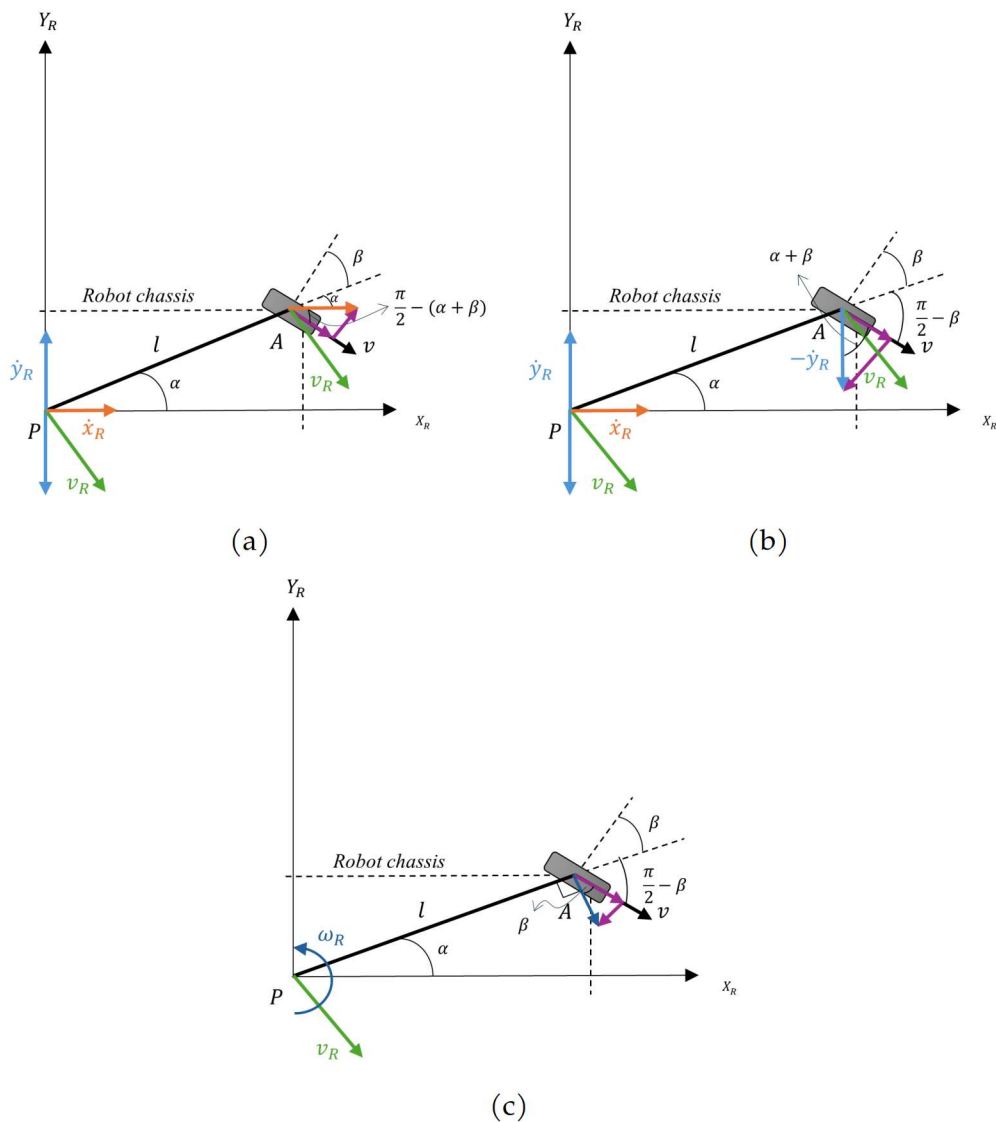 Y_R
Robot chassis
β
α
π/2 − (α + β)
A
v
l
ẏ_R
v_R
α
P
ẋ_R
X_R
v_R
(a)
Y_R
α + β
β
Robot chassis
π/2 − β
A
v
l
ẏ_R
−ẏ_R
v_R
α
P
ẋ_R
X_R
v_R
(b)
Y_R
β
Robot chassis
π/2 − β
A
v
l
β
ω_R
α
P
X_R
v_R
(c)